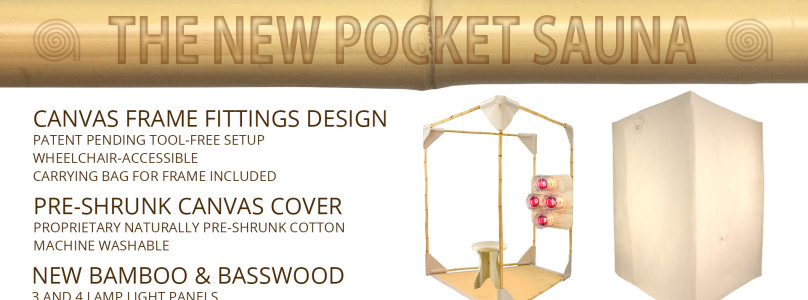 THE NEW POCKET SAUNA
CANVAS FRAME FITTINGS DESIGN
PATENT PENDING TOOL-FREE SETUP
WHEELCHAIR-ACCESSIBLE
CARRYING BAG FOR FRAME INCLUDED
PRE-SHRUNK CANVAS COVER
PROPRIETARY NATURALLY PRE-SHRUNK COTTON
MACHINE WASHABLE
NEW BAMBOO & BASSWOOD
3 AND 4 LAMP LIGHT PANELS